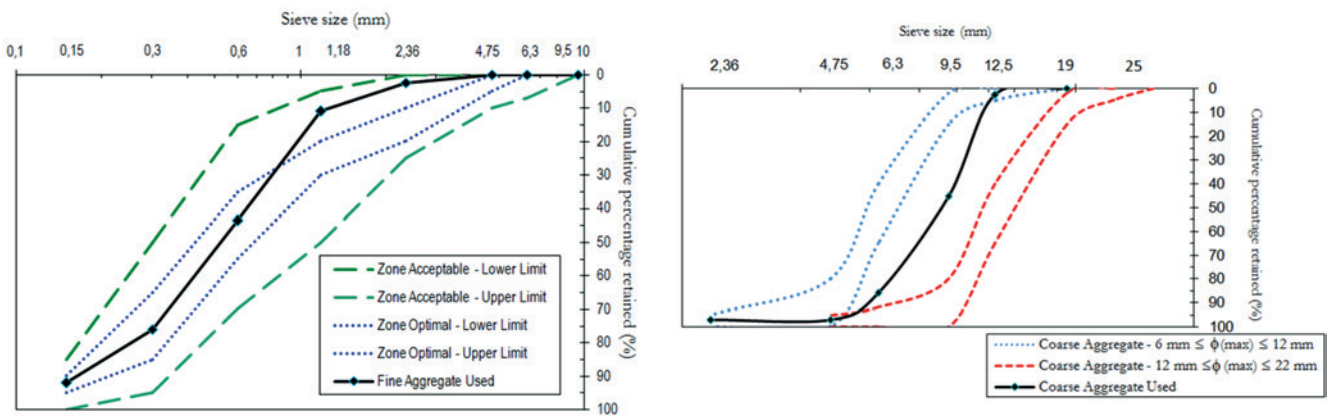 Sieve size (mm)
0,1 0,15 0,3 0,6 1 1,18 2,36 4,75 6,3 9,5 10
0
10
20
30
40
50
60
70
80
90
100
Cumulative percentage retained (%)
Zone Acceptable - Lower Limit
Zone Acceptable - Upper Limit
Zone Optimal - Lower Limit
Zone Optimal - Upper Limit
Fine Aggregate Used
Sieve size (mm)
2,36 4,75 6,3 9,5 12,5 19 25
0
10
20
30
40
50
60
70
80
90
100
Cumulative percentage retained (%)
Coarse Aggregate - 6 mm ≤ ϕ (max) ≤ 12 mm
Coarse Aggregate - 12 mm ≤ϕ (max) ≤ 22 mm
Coarse Aggregate Used